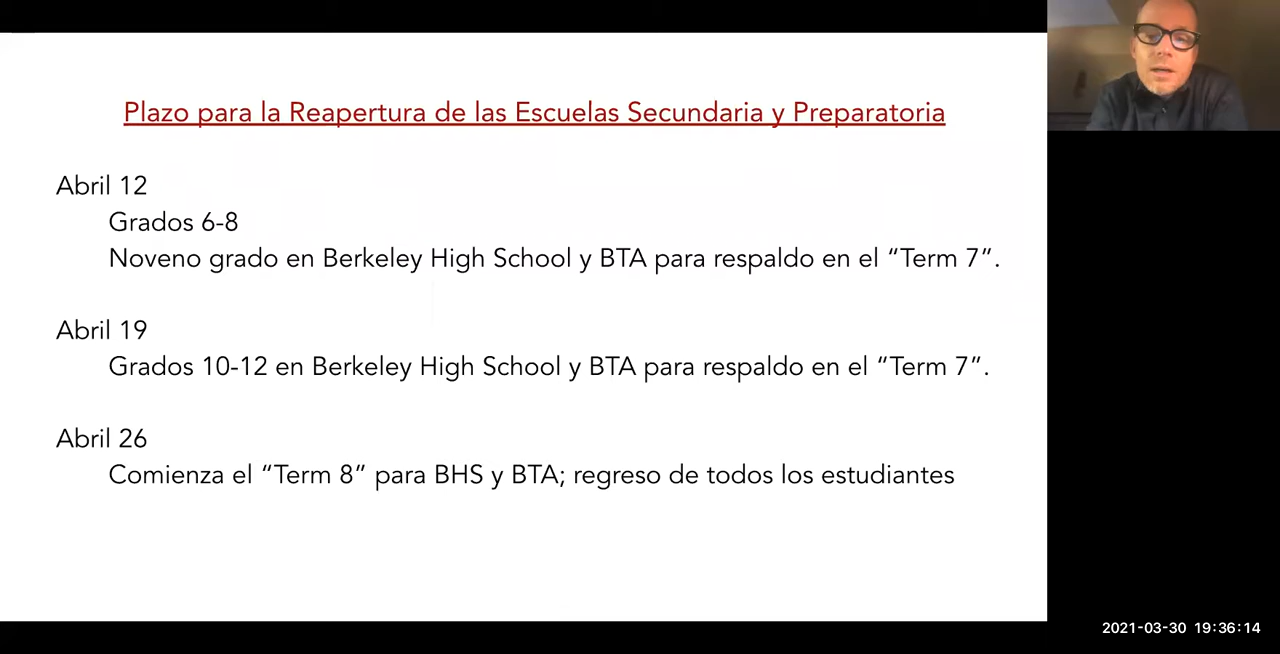 Plazo para la Reapertura de las Escuelas Secundaria y Preparatoria
Abril 12
Grados 6-8
Noveno grado en Berkeley High School y BTA para respaldo en el “Term 7”.
Abril 19
Grados 10-12 en Berkeley High School y BTA para respaldo en el “Term 7”.
Abril 26
Comienza el “Term 8” para BHS y BTA; regreso de todos los estudiantes
2021-03-30 19:36:14